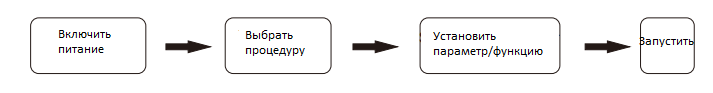 Включить
питание
Выбрать
процедуру
Установить
параметр/функцию
Запустить